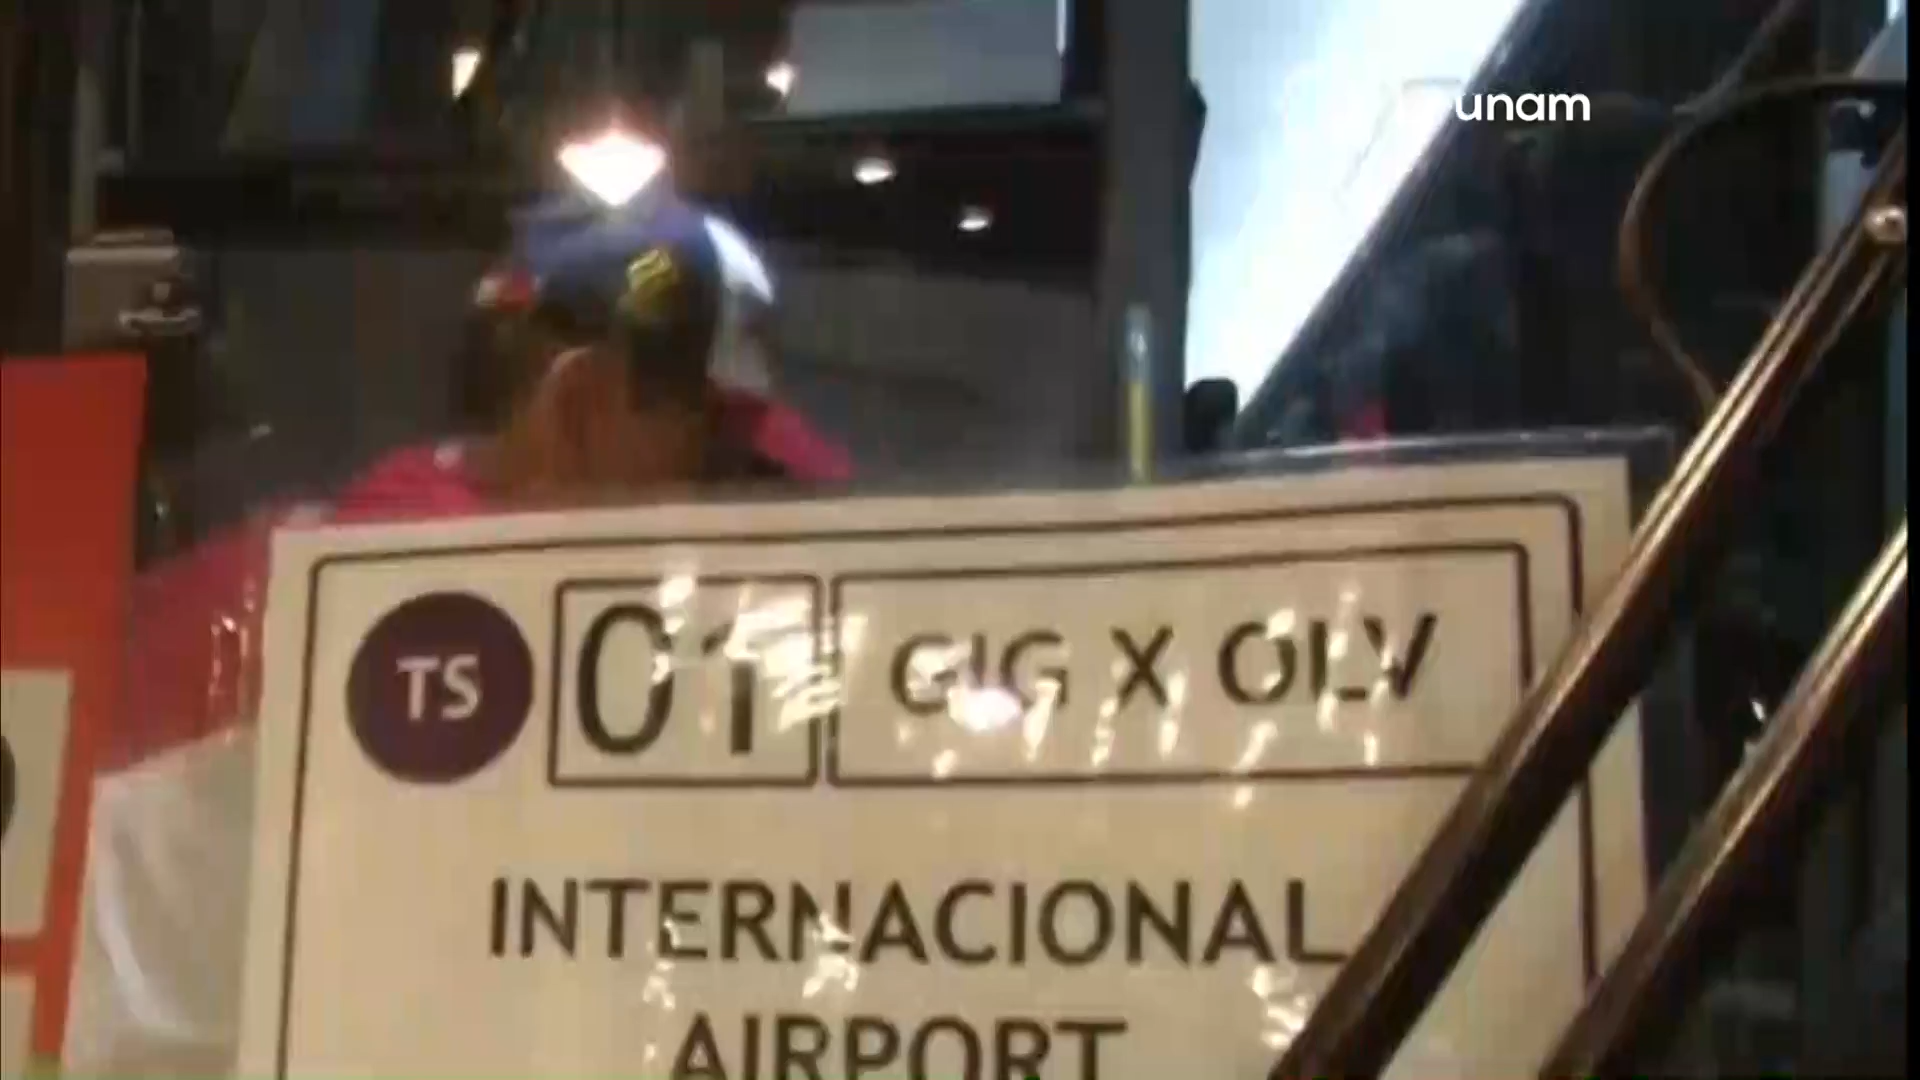 unam
TS 01 GIG X OLV
INTERNACIONAL
AIRPORT